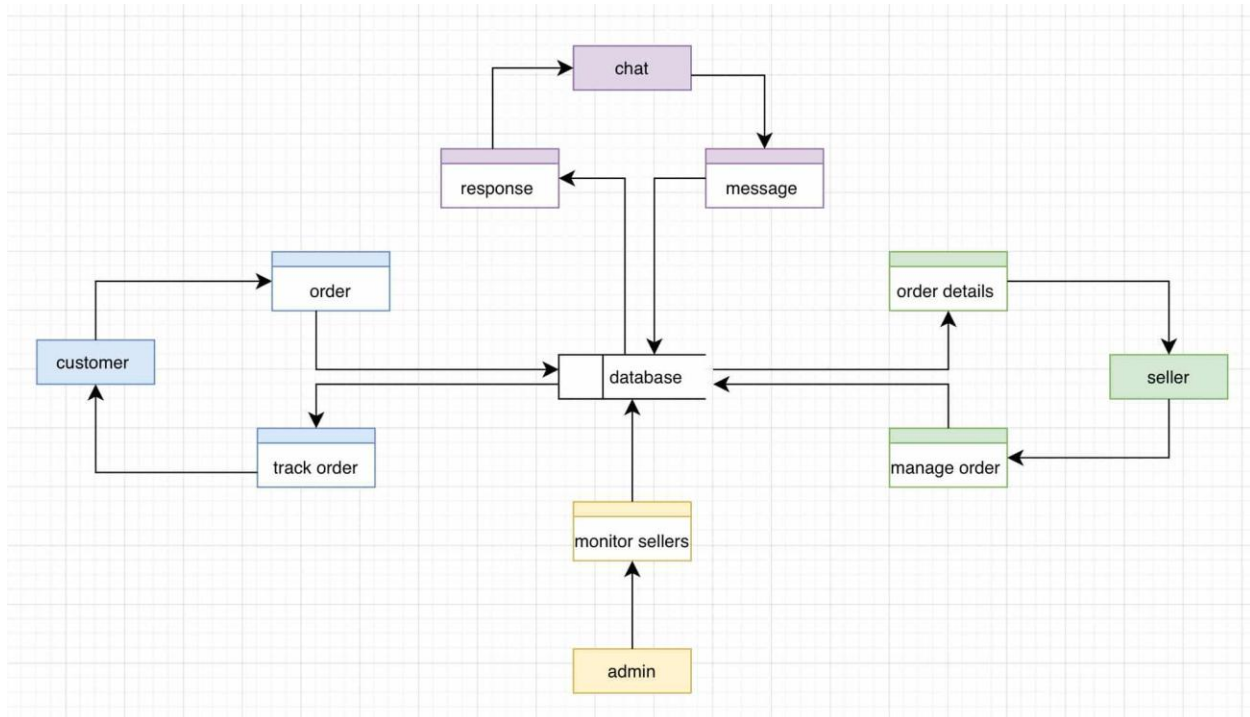 chat
response
message
order
order details
customer
database
seller
track order
manage order
monitor sellers
admin